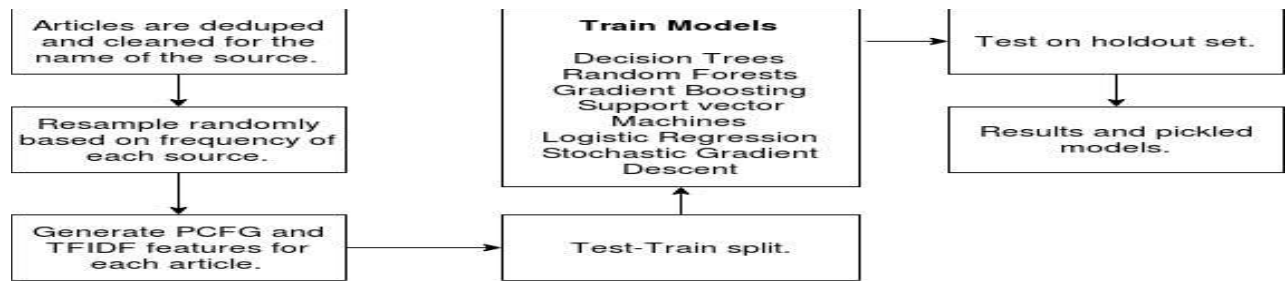 Articles are deduped
and cleaned for the
name of the source.
Resample randomly
based on frequency of
each source.
Generate PCFG and
TFIDF features for
each article.
Test-Train split.
Train Models
Decision Trees
Random Forests
Gradient Boosting
Support vector
Machines
Logistic Regression
Stochastic Gradient
Descent
Test on holdout set.
Results and pickled
models.